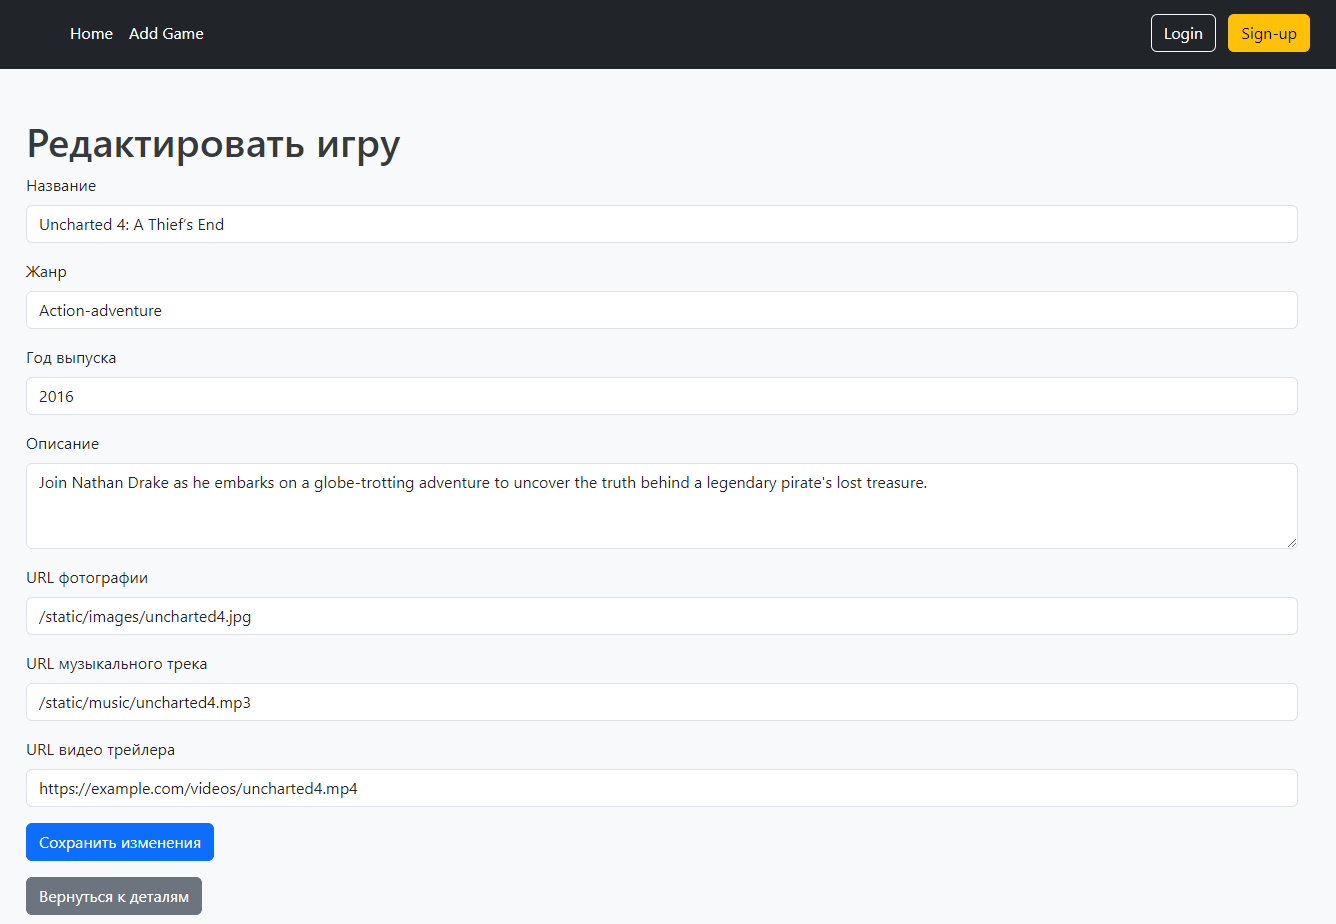 Home Add Game Login Sign-up
Редактировать игру
Название
Uncharted 4: A Thief’s End
Жанр
Action-adventure
Год выпуска
2016
Описание
Join Nathan Drake as he embarks on a globe-trotting adventure to uncover the truth behind a legendary pirate's lost treasure.
URL фотографии
/static/images/uncharted4.jpg
URL музыкального трека
/static/music/uncharted4.mp3
URL видео трейлера
https://example.com/videos/uncharted4.mp4
Сохранить изменения
Вернуться к деталям